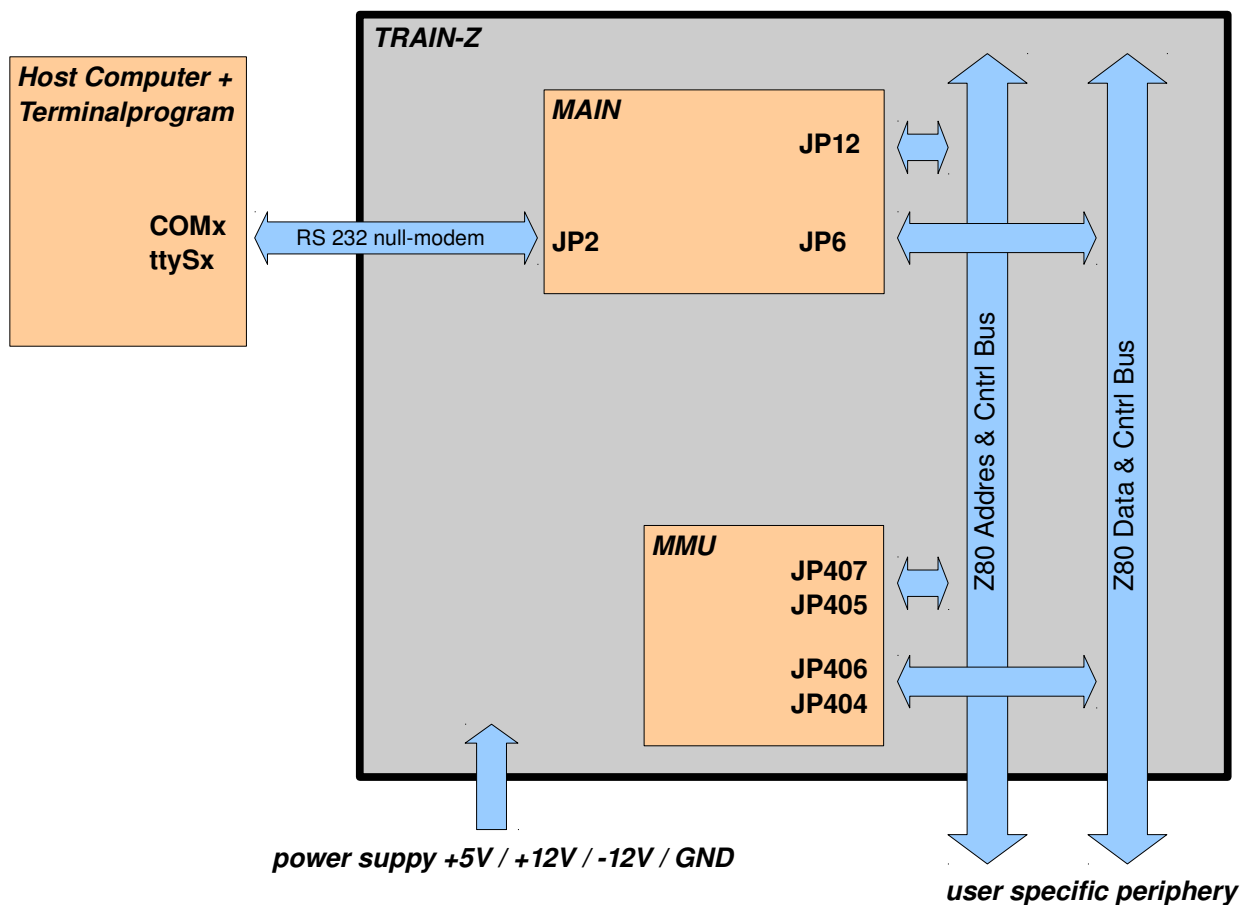 TRAIN-Z
Host Computer +
Terminalprogram
COMx
ttySx
RS 232 null-modem
MAIN
JP12
JP2
JP6
Z80 Addres & Cntrl Bus
Z80 Data & Cntrl Bus
MMU
JP407
JP405
JP406
JP404
power suppy +5V / +12V / -12V / GND
user specific periphery